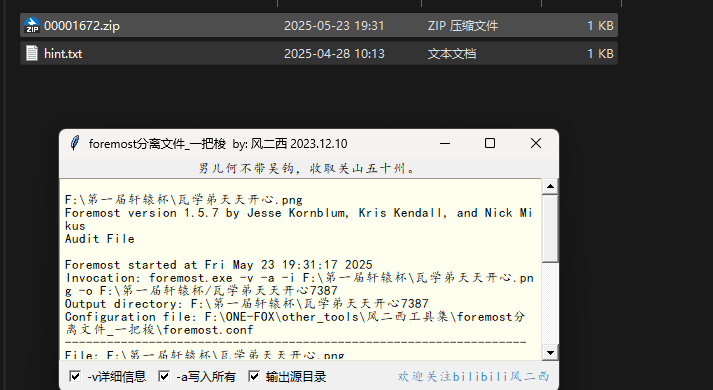 00001672.zip 2025-05-23 19:31 ZIP 压缩文件 1 KB
ZIP
hint.txt 2025-04-28 10:13 文本文档 1 KB
foremost分离文件_一把梭 by: 风二西 2023.12.10
男儿何不带吴钩，收取关山五十州。
F:\第一届轩辕杯\瓦学弟天天开心.png
Foremost version 1.5.7 by Jesse Kornblum, Kris Kendall, and Nick Mi
kus
Audit File
Foremost started at Fri May 23 19:31:17 2025
Invocation: foremost.exe -v -a -i F:\第一届轩辕杯\瓦学弟天天开心.pn
g -o F:\第一届轩辕杯/瓦学弟天天开心7387
Output directory: F:\第一届轩辕杯\瓦学弟天天开心7387
Configuration file: F:\ONE-FOX\other_tools\风二西工具集\foremost分
离文件_一把梭\foremost.conf
------------------------------------------------------------------
File: F:\第一届轩辕杯\瓦学弟天天开心.png
-v详细信息 -a写入所有 输出源目录 欢迎关注bilibili风二西